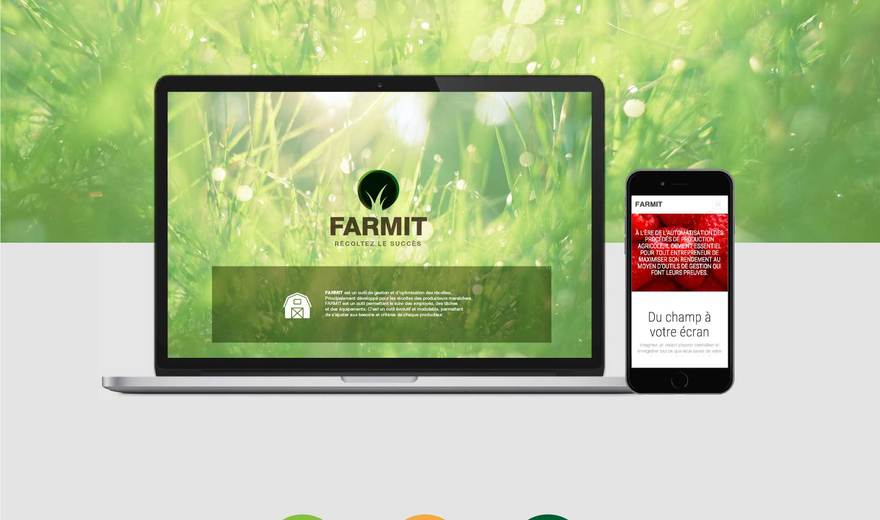 FARMIT
RÉCOLTEZ LE SUCCÈS
FARMIT est un outil de gestion et d'optimisation des récoltes.
Principalement développé pour les récoltes des producteurs maraîchers,
FARMIT est un outil permettant le suivi des employés, des tâches
et des équipements. C'est un outil évolutif et modulable, permettant
de s'ajuter aux besoins et critères de chaque producteur.
FARMIT
À L'ÈRE DE L'AUTOMATISATION DES
PROCÉDÉS DE PRODUCTION
AGRICOLE, IL DEVIENT ESSENTIEL
POUR TOUT ENTREPRENEUR DE
MAXIMISER SON RENDEMENT AU
MOYEN D'OUTILS DE GESTION QUI
FONT LEURS PREUVES.
Du champ à
votre écran